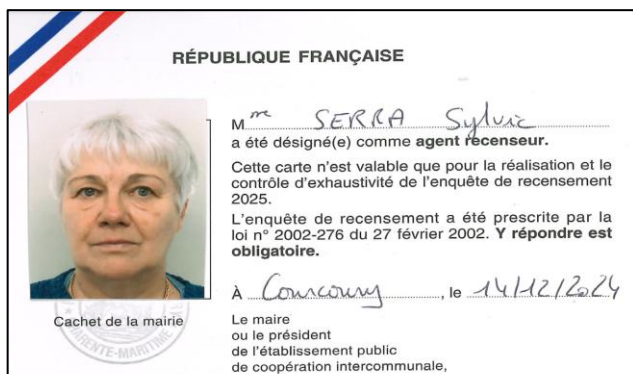 RÉPUBLIQUE FRANÇAISE
Mme SERRA Sylvie
a été désigné(e) comme agent recenseur.
Cette carte n'est valable que pour la réalisation et le
contrôle d'exhaustivité de l'enquête de recensement
2025.
L'enquête de recensement a été prescrite par la
loi n° 2002-276 du 27 février 2002. Y répondre est
obligatoire.
À Courcoury, le 14/12/2024
Cachet de la mairie
CHARENTE-MARITIME
Le maire
ou le président
de l'établissement public
de coopération intercommunale,